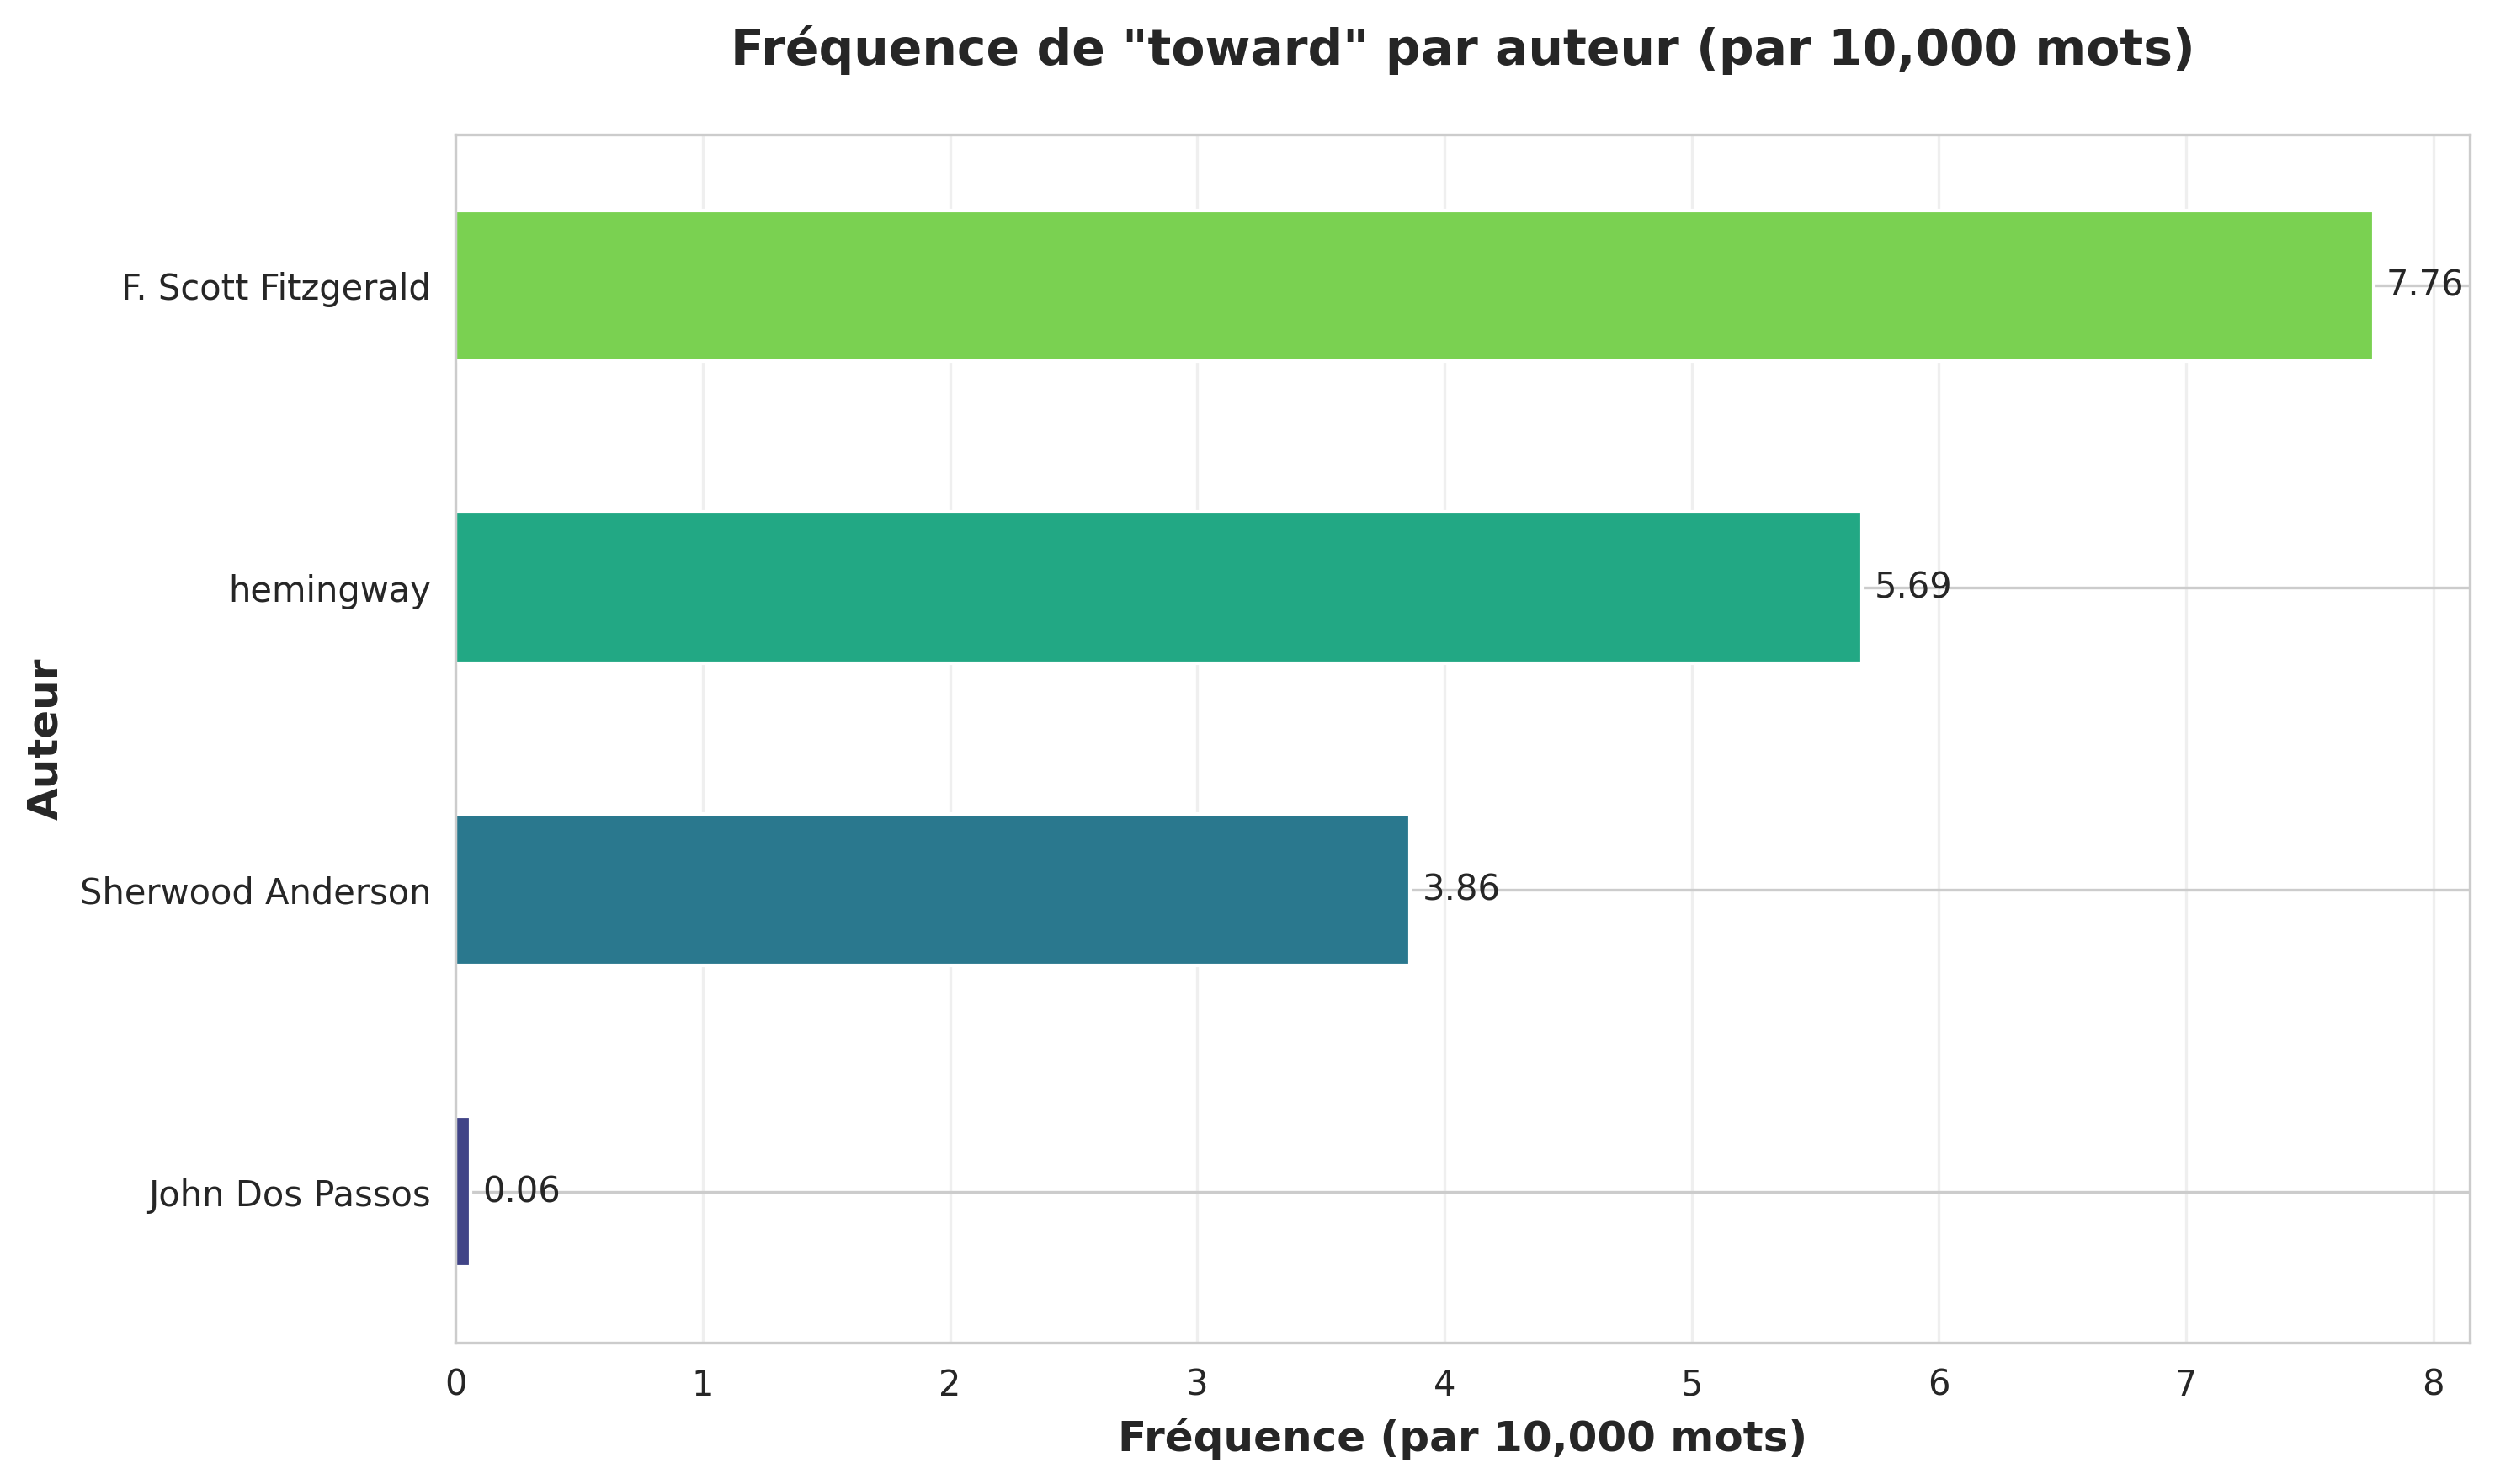 Fréquence de "toward" par auteur (par 10,000 mots)
F. Scott Fitzgerald
7.76
hemingway
5.69
Auteur
Sherwood Anderson
3.86
John Dos Passos
0.06
0 1 2 3 4 5 6 7 8
Fréquence (par 10,000 mots)